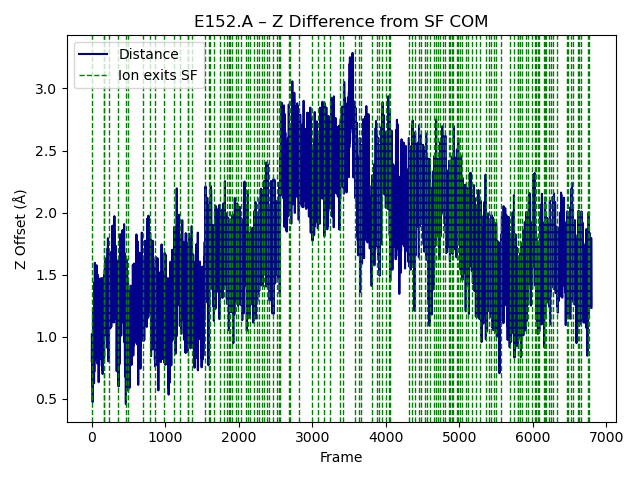 E152.A – Z Difference from SF COM
Distance
Ion exits SF
Z Offset (Å)
3.0
2.5
2.0
1.5
1.0
0.5
0 1000 2000 3000 4000 5000 6000 7000
Frame